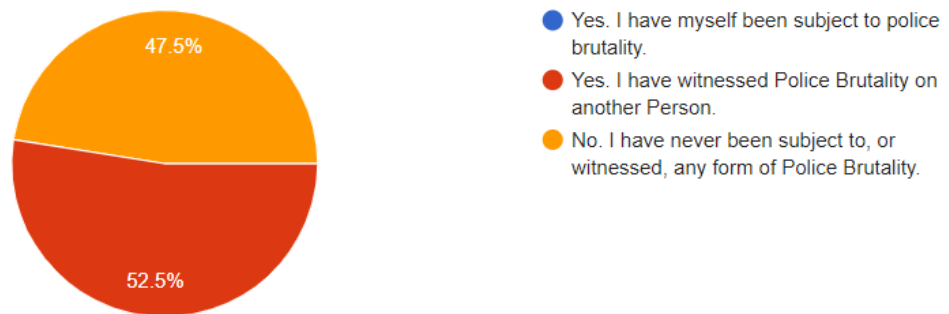 47.5%
52.5%
Yes. I have myself been subject to police
brutality.
Yes. I have witnessed Police Brutality on
another Person.
No. I have never been subject to, or
witnessed, any form of Police Brutality.